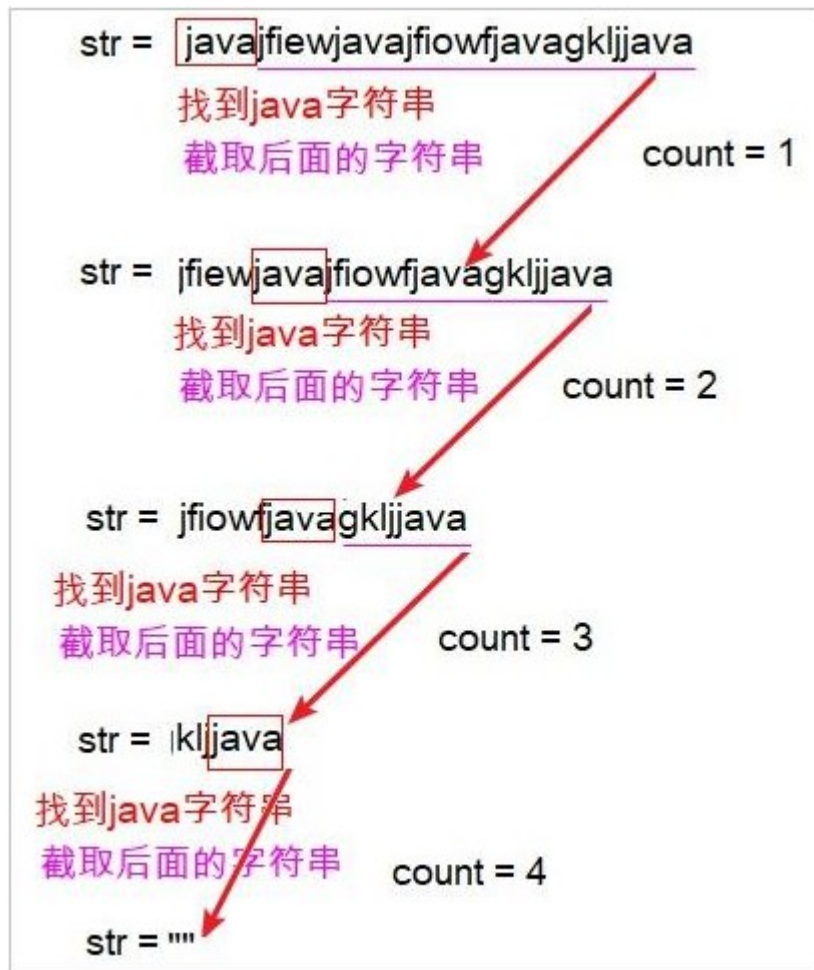 str = javajfiewjavajfiowfjavagkljjava
找到java字符串
截取后面的字符串
count = 1
str = jfiewjavajfiowfjavagkljjava
找到java字符串
截取后面的字符串
count = 2
str = jfiowfjavagkljjava
找到java字符串
截取后面的字符串
count = 3
str = kljjava
找到java字符串
截取后面的字符串
count = 4
str = ""